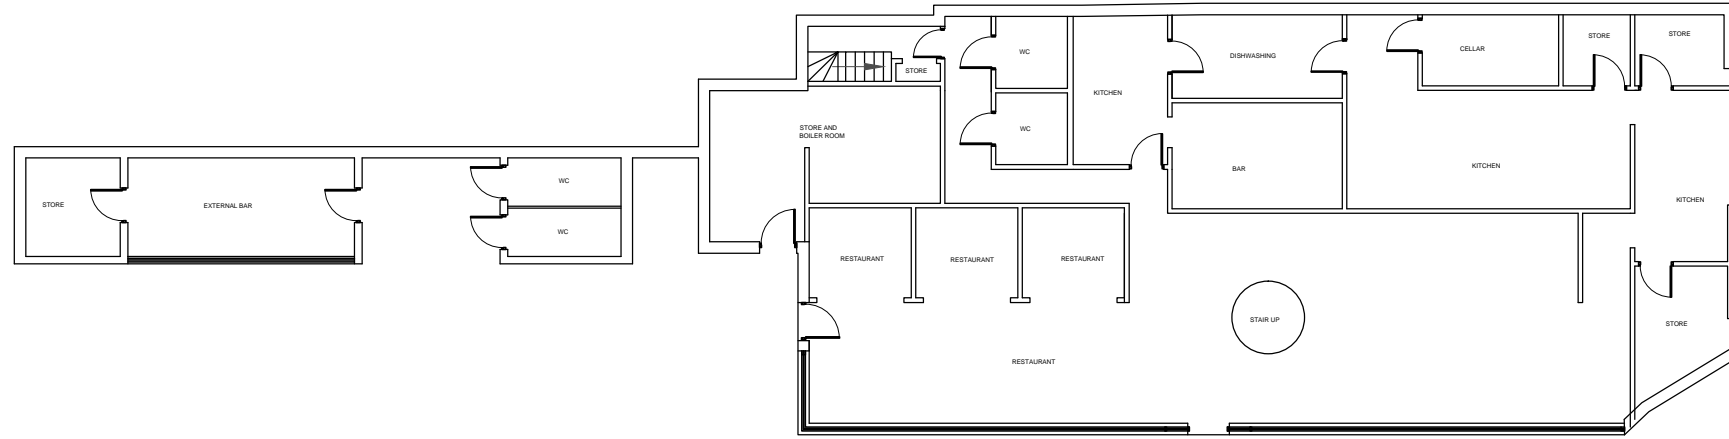 STORE
STORE
CELLAR
WC
DISHWASHING
STORE
KITCHEN
WC
STORE AND
BOILER ROOM
KITCHEN
BAR
WC
STORE
EXTERNAL BAR
KITCHEN
WC
RESTAURANT
RESTAURANT
RESTAURANT
STAIR UP
STORE
RESTAURANT